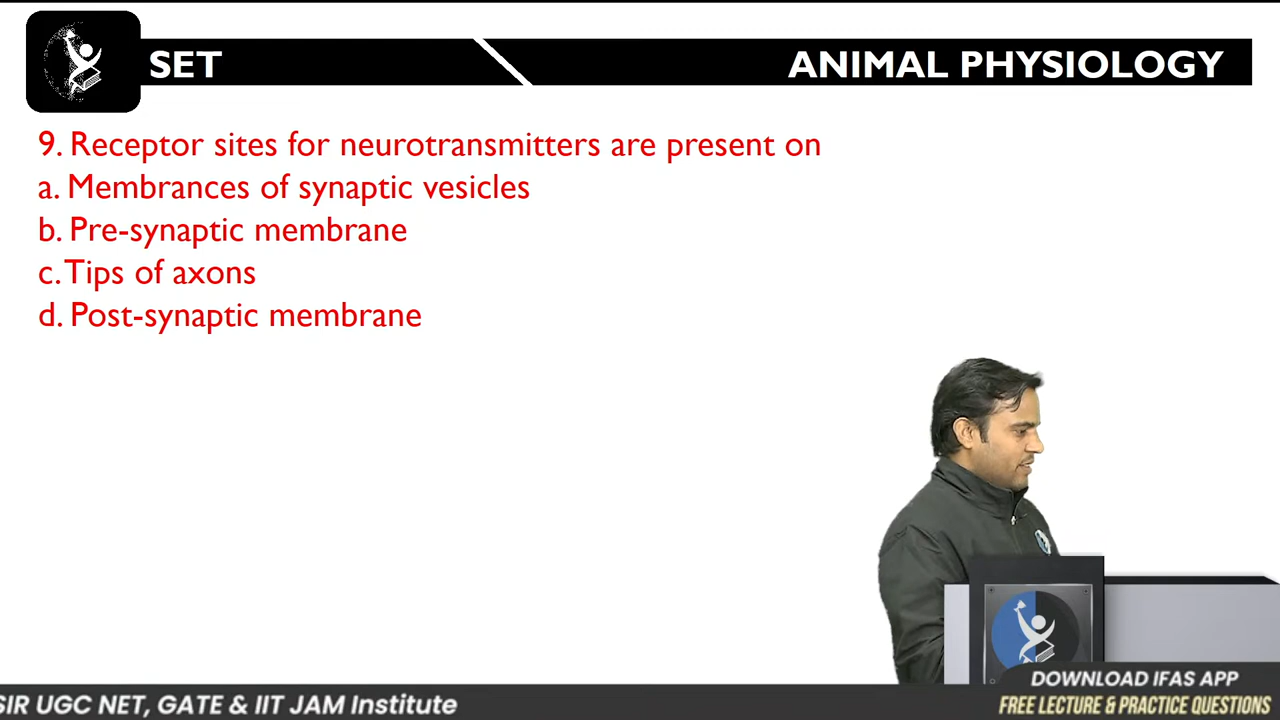 SET
ANIMAL PHYSIOLOGY
9. Receptor sites for neurotransmitters are present on
a. Membrances of synaptic vesicles
b. Pre-synaptic membrane
c. Tips of axons
d. Post-synaptic membrane
DOWNLOAD IFAS APP
SIR UGC NET, GATE & IIT JAM Institute
FREE LECTURE & PRACTICE QUESTIONS